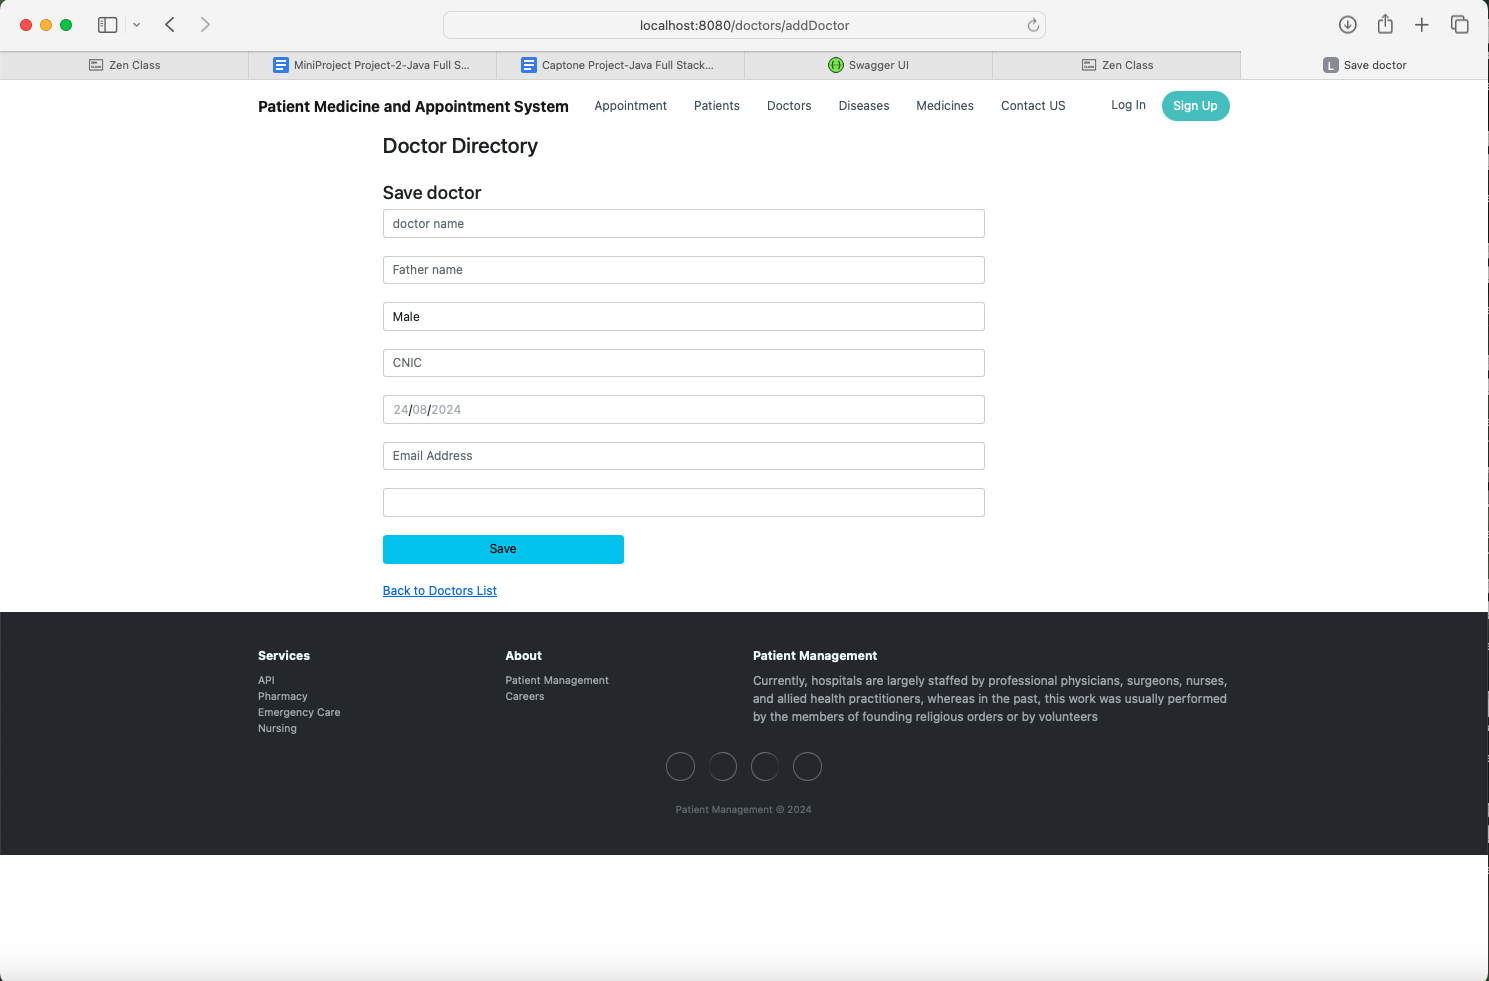 localhost:8080/doctors/addDoctor
Zen Class
MiniProject Project-2-Java Full S...
Captone Project-Java Full Stack...
Swagger UI
Zen Class
L Save doctor
Patient Medicine and Appointment System
Appointment
Patients
Doctors
Diseases
Medicines
Contact US
Log In
Sign Up
Doctor Directory
Save doctor
doctor name
Father name
Male
CNIC
24/08/2024
Email Address
Save
Back to Doctors List
Services
API
Pharmacy
Emergency Care
Nursing
About
Patient Management
Careers
Patient Management
Currently, hospitals are largely staffed by professional physicians, surgeons, nurses,
and allied health practitioners, whereas in the past, this work was usually performed
by the members of founding religious orders or by volunteers
Patient Management © 2024